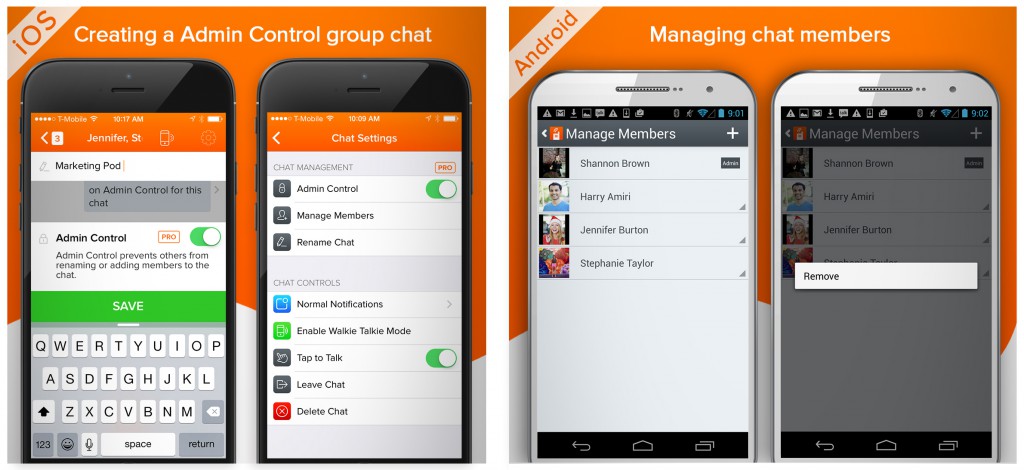 iOS
Creating a Admin Control group chat
T-Mobile 10:17 AM
3 Jennifer, St
Marketing Pod
on Admin Control for this
chat
Admin Control PRO
Admin Control prevents others from
renaming or adding members to the
chat.
SAVE
Q W E R T Y U I O P
A S D F G H J K L
Z X C V B N M
123 space return
T-Mobile 10:09 AM
Chat Settings
CHAT MANAGEMENT PRO
Admin Control
Manage Members
Rename Chat
CHAT CONTROLS
Normal Notifications
Enable Walkie Talkie Mode
Tap to Talk
Leave Chat
Delete Chat
Android
Managing chat members
9:01
Manage Members +
Shannon Brown Admin
Harry Amiri
Jennifer Burton
Stephanie Taylor
9:02
Manage Members +
Shannon Brown Admin
Harry Amiri
Jennifer Burton
Stephanie Taylor
Remove